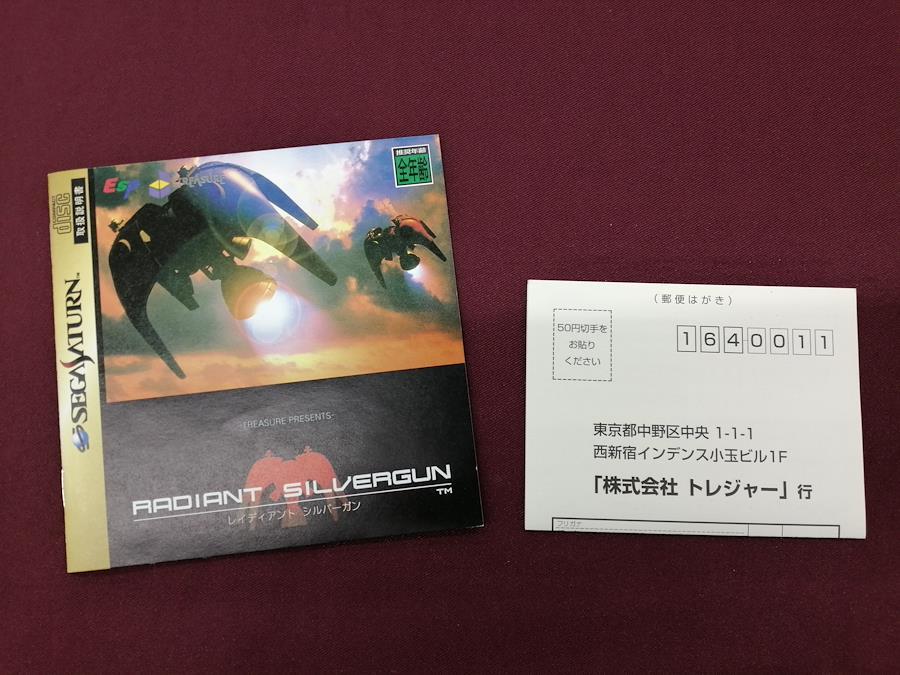 COMPACT
disc
取扱説明書
SEGA SATURN™
ESP
TREASURE
推奨年齢
全年齢
-TREASURE PRESENTS-
RADIANT SILVERGUN
TM
レイディアント シルバーガン
(郵便はがき)
50円切手を
お貼り
ください
1640011
東京都中野区中央 1-1-1
西新宿インデンス小玉ビル1F
「株式会社 トレジャー」行
フリガナ